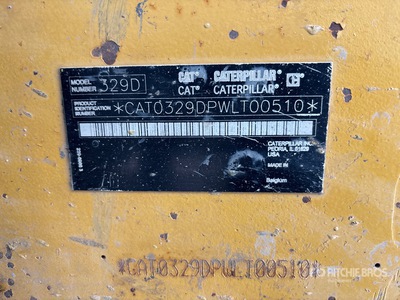 MODEL NUMBER 329D CAT CATERPILLAR C
CAT CATERPILLAR
PRODUCT IDENTIFICATION NUMBER *CAT0329DPWLT00510*
CATERPILLAR INC.
PEORIA, IL 61629
USA
MADE IN
Belgium
*CAT0329DPWLT00510*
RITCHIE BROS